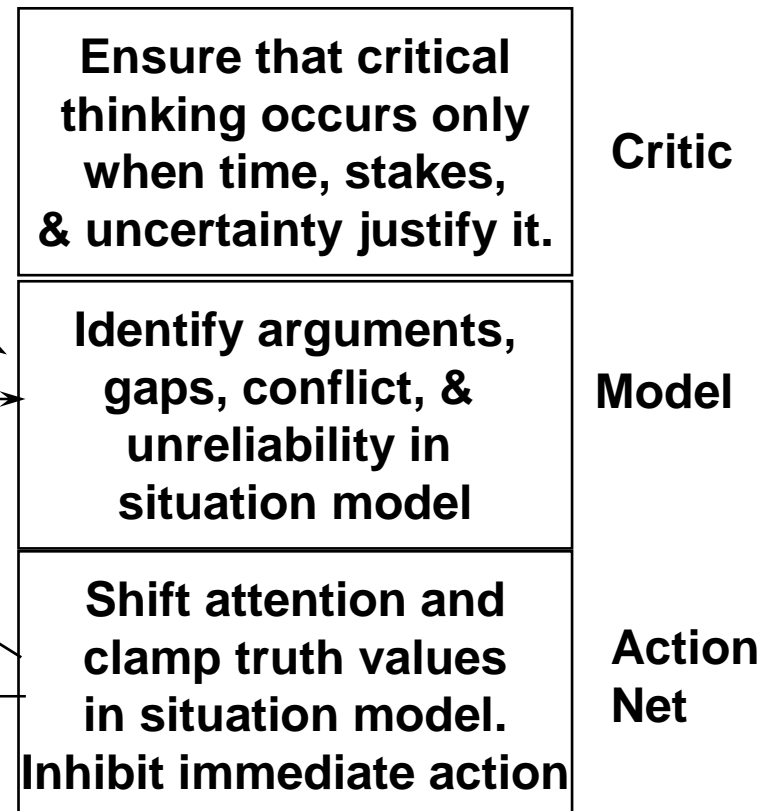 Ensure that critical
thinking occurs only
when time, stakes,
& uncertainty justify it.
Critic
Identify arguments,
gaps, conflict, &
unreliability in
situation model
Model
Shift attention and
clamp truth values
in situation model.
Inhibit immediate action
Action
Net